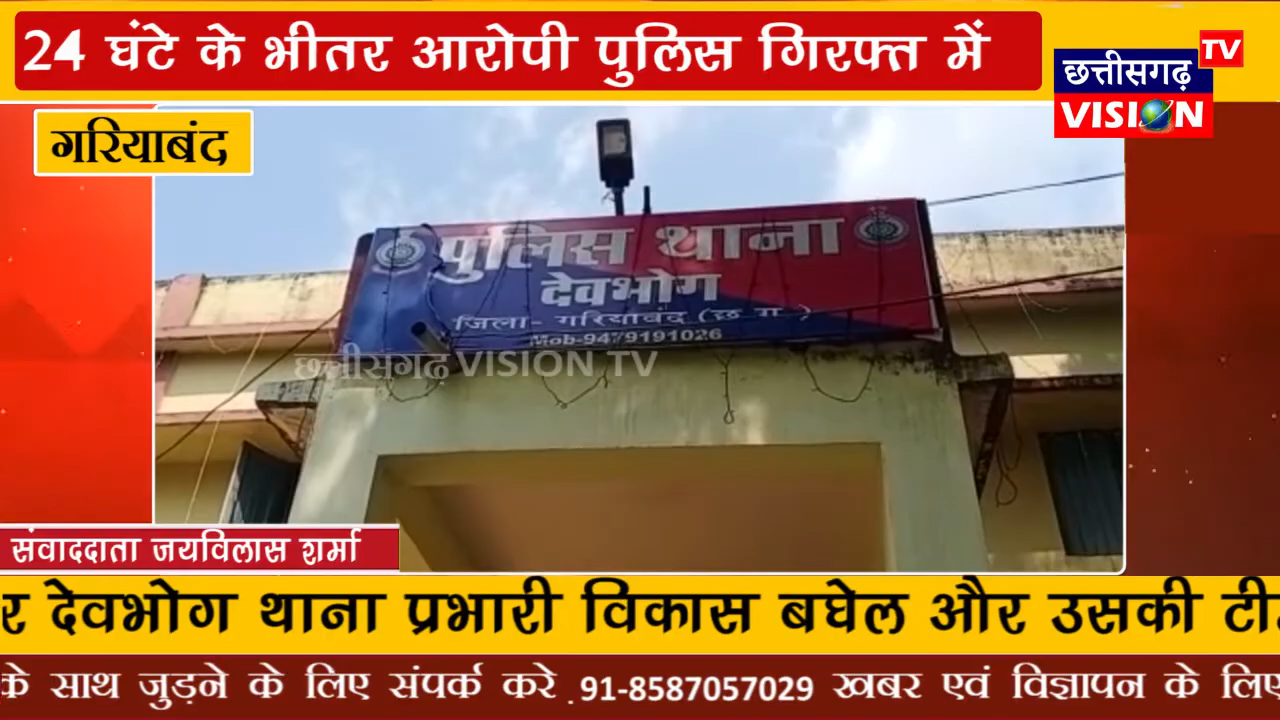 24 घंटे के भीतर आरोपी पुलिस गिरफ्त में
छत्तीसगढ़ TV
VISION
गरियाबंद
पुलिस थाना
देवभोग
जिला- गरियाबंद (छ ग )
Mob-9479191026
छत्तीसगढ़ VISION TV
संवाददाता जयविलास शर्मा
र देवभोग थाना प्रभारी विकास बघेल और उसकी
के साथ जुड़ने के लिए संपर्क करे . 91-8587057029 खबर एवं विज्ञापन के लिए